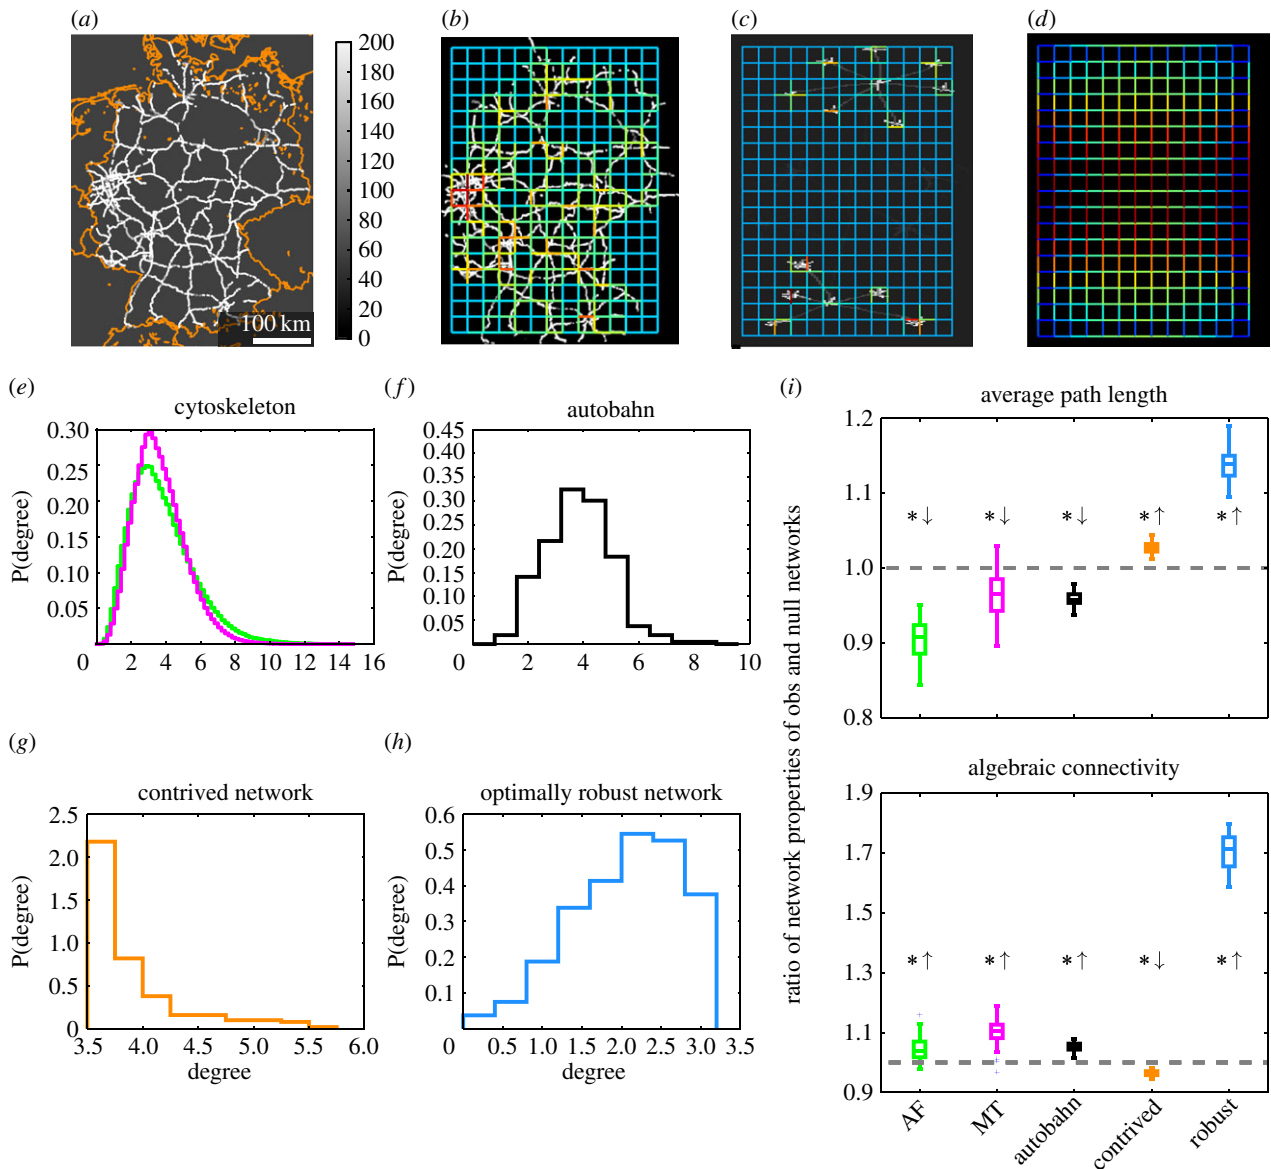 (a)
(b)
(c)
(d)
200
180
160
140
120
100
80
60
40
20
0
100 km
(e)
cytoskeleton
P(degree)
0.30
0.25
0.20
0.15
0.10
0.05
0 2 4 6 8 10 12 14 16
(f)
autobahn
P(degree)
0.45
0.40
0.35
0.30
0.25
0.20
0.15
0.10
0.05
0 2 4 6 8 10
(g)
contrived network
P(degree)
2.5
2.0
1.5
1.0
0.5
0
3.5 4.0 4.5 5.0 5.5 6.0
degree
(h)
optimally robust network
P(degree)
0.6
0.5
0.4
0.3
0.2
0.1
0 0.5 1.0 1.5 2.0 2.5 3.0 3.5
degree
(i)
ratio of network properties of obs and null networks
average path length
1.2
1.1
1.0
0.9
0.8
*↓ *↓ *↓ *↑ *↑
algebraic connectivity
1.9
1.7
1.5
1.3
1.1
0.9
*↑ *↑ *↑ *↓ *↑
AF
MT
autobahn
contrived
robust